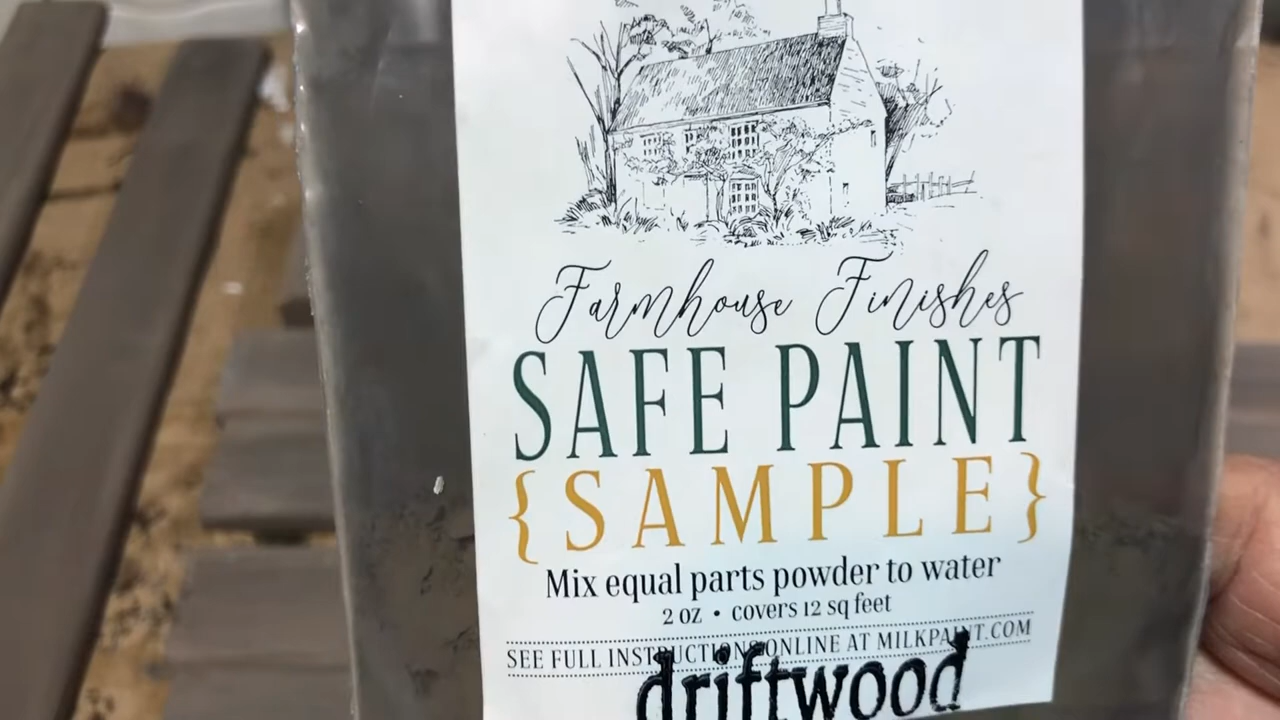 Farmhouse Finishes
SAFE PAINT
{SAMPLE}
Mix equal parts powder to water
2 oz • covers 12 sq feet
SEE FULL INSTRUCTIONS ONLINE AT MILKPAINT.COM
driftwood